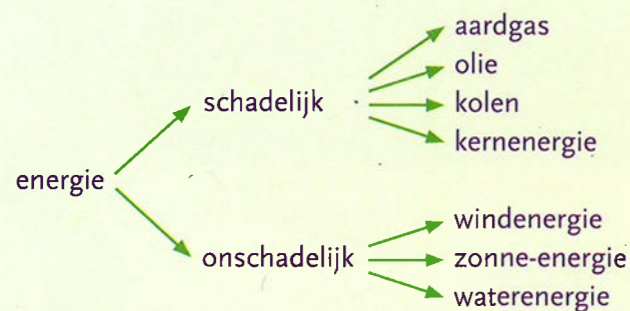 energie
schadelijk
aardgas
olie
kolen
kernenergie
onschadelijk
windenergie
zonne-energie
waterenergie